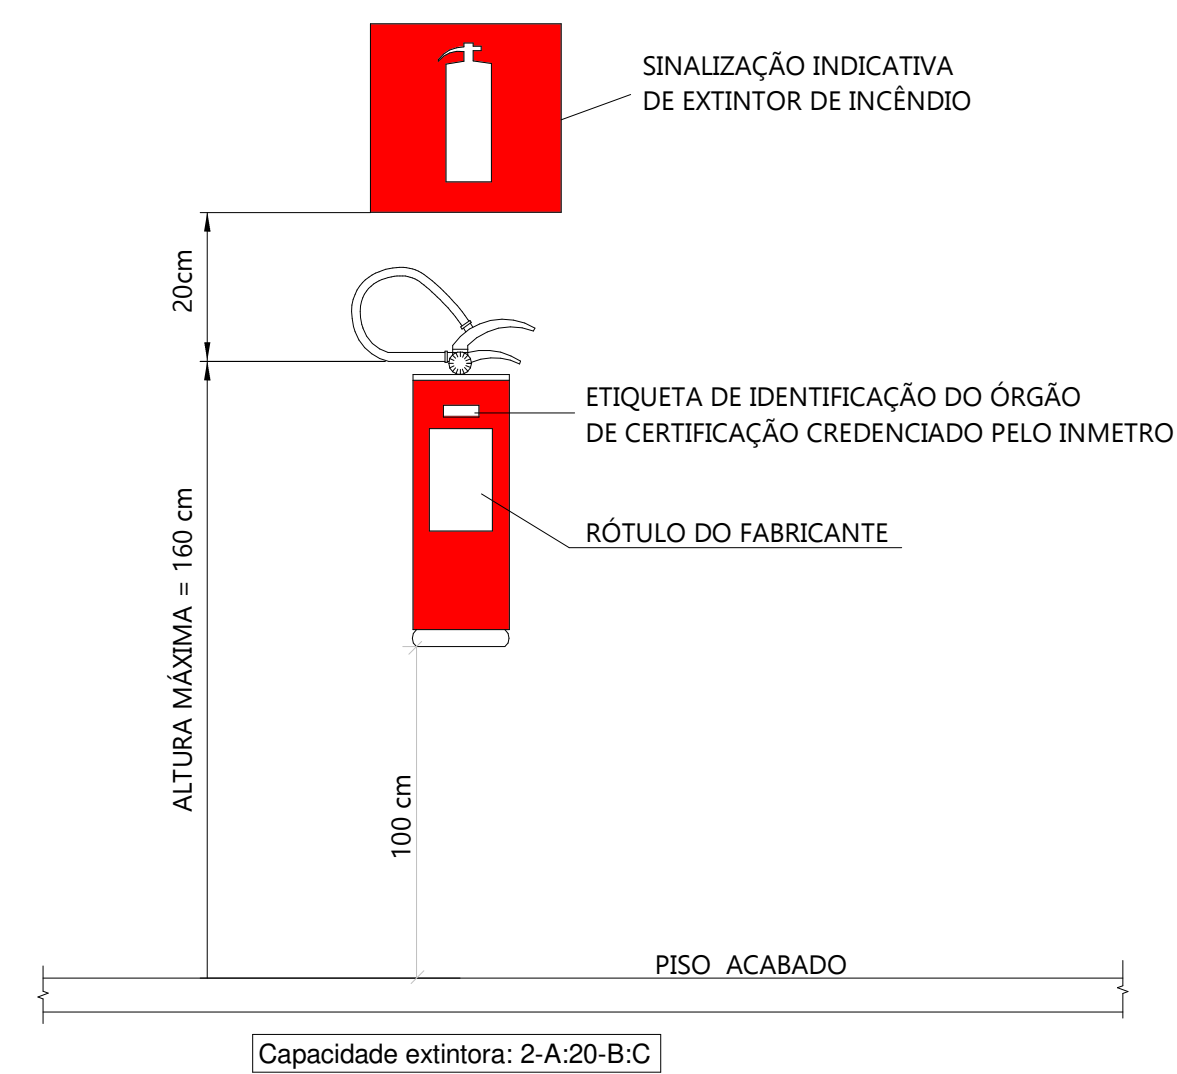 SINALIZAÇÃO INDICATIVA
DE EXTINTOR DE INCÊNDIO
20cm
ETIQUETA DE IDENTIFICAÇÃO DO ÓRGÃO
DE CERTIFICAÇÃO CREDENCIADO PELO INMETRO
RÓTULO DO FABRICANTE
ALTURA MÁXIMA = 160 cm
100 cm
PISO ACABADO
Capacidade extintora: 2-A:20-B:C